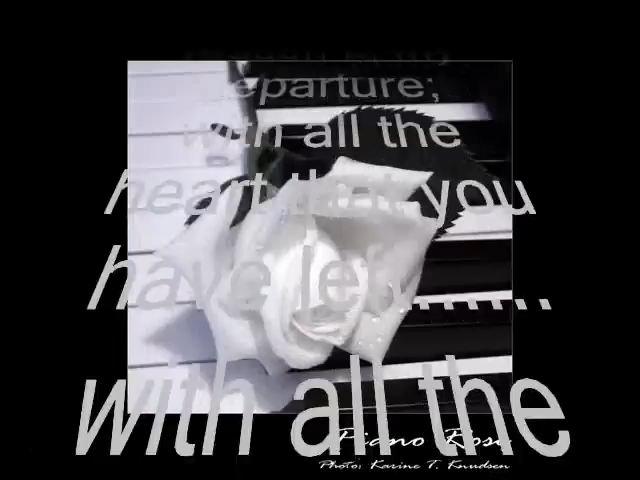 departure;
with all the
heart that you
have left.......
with all the
Piano Rose
Photo: Karine T. Knudsen